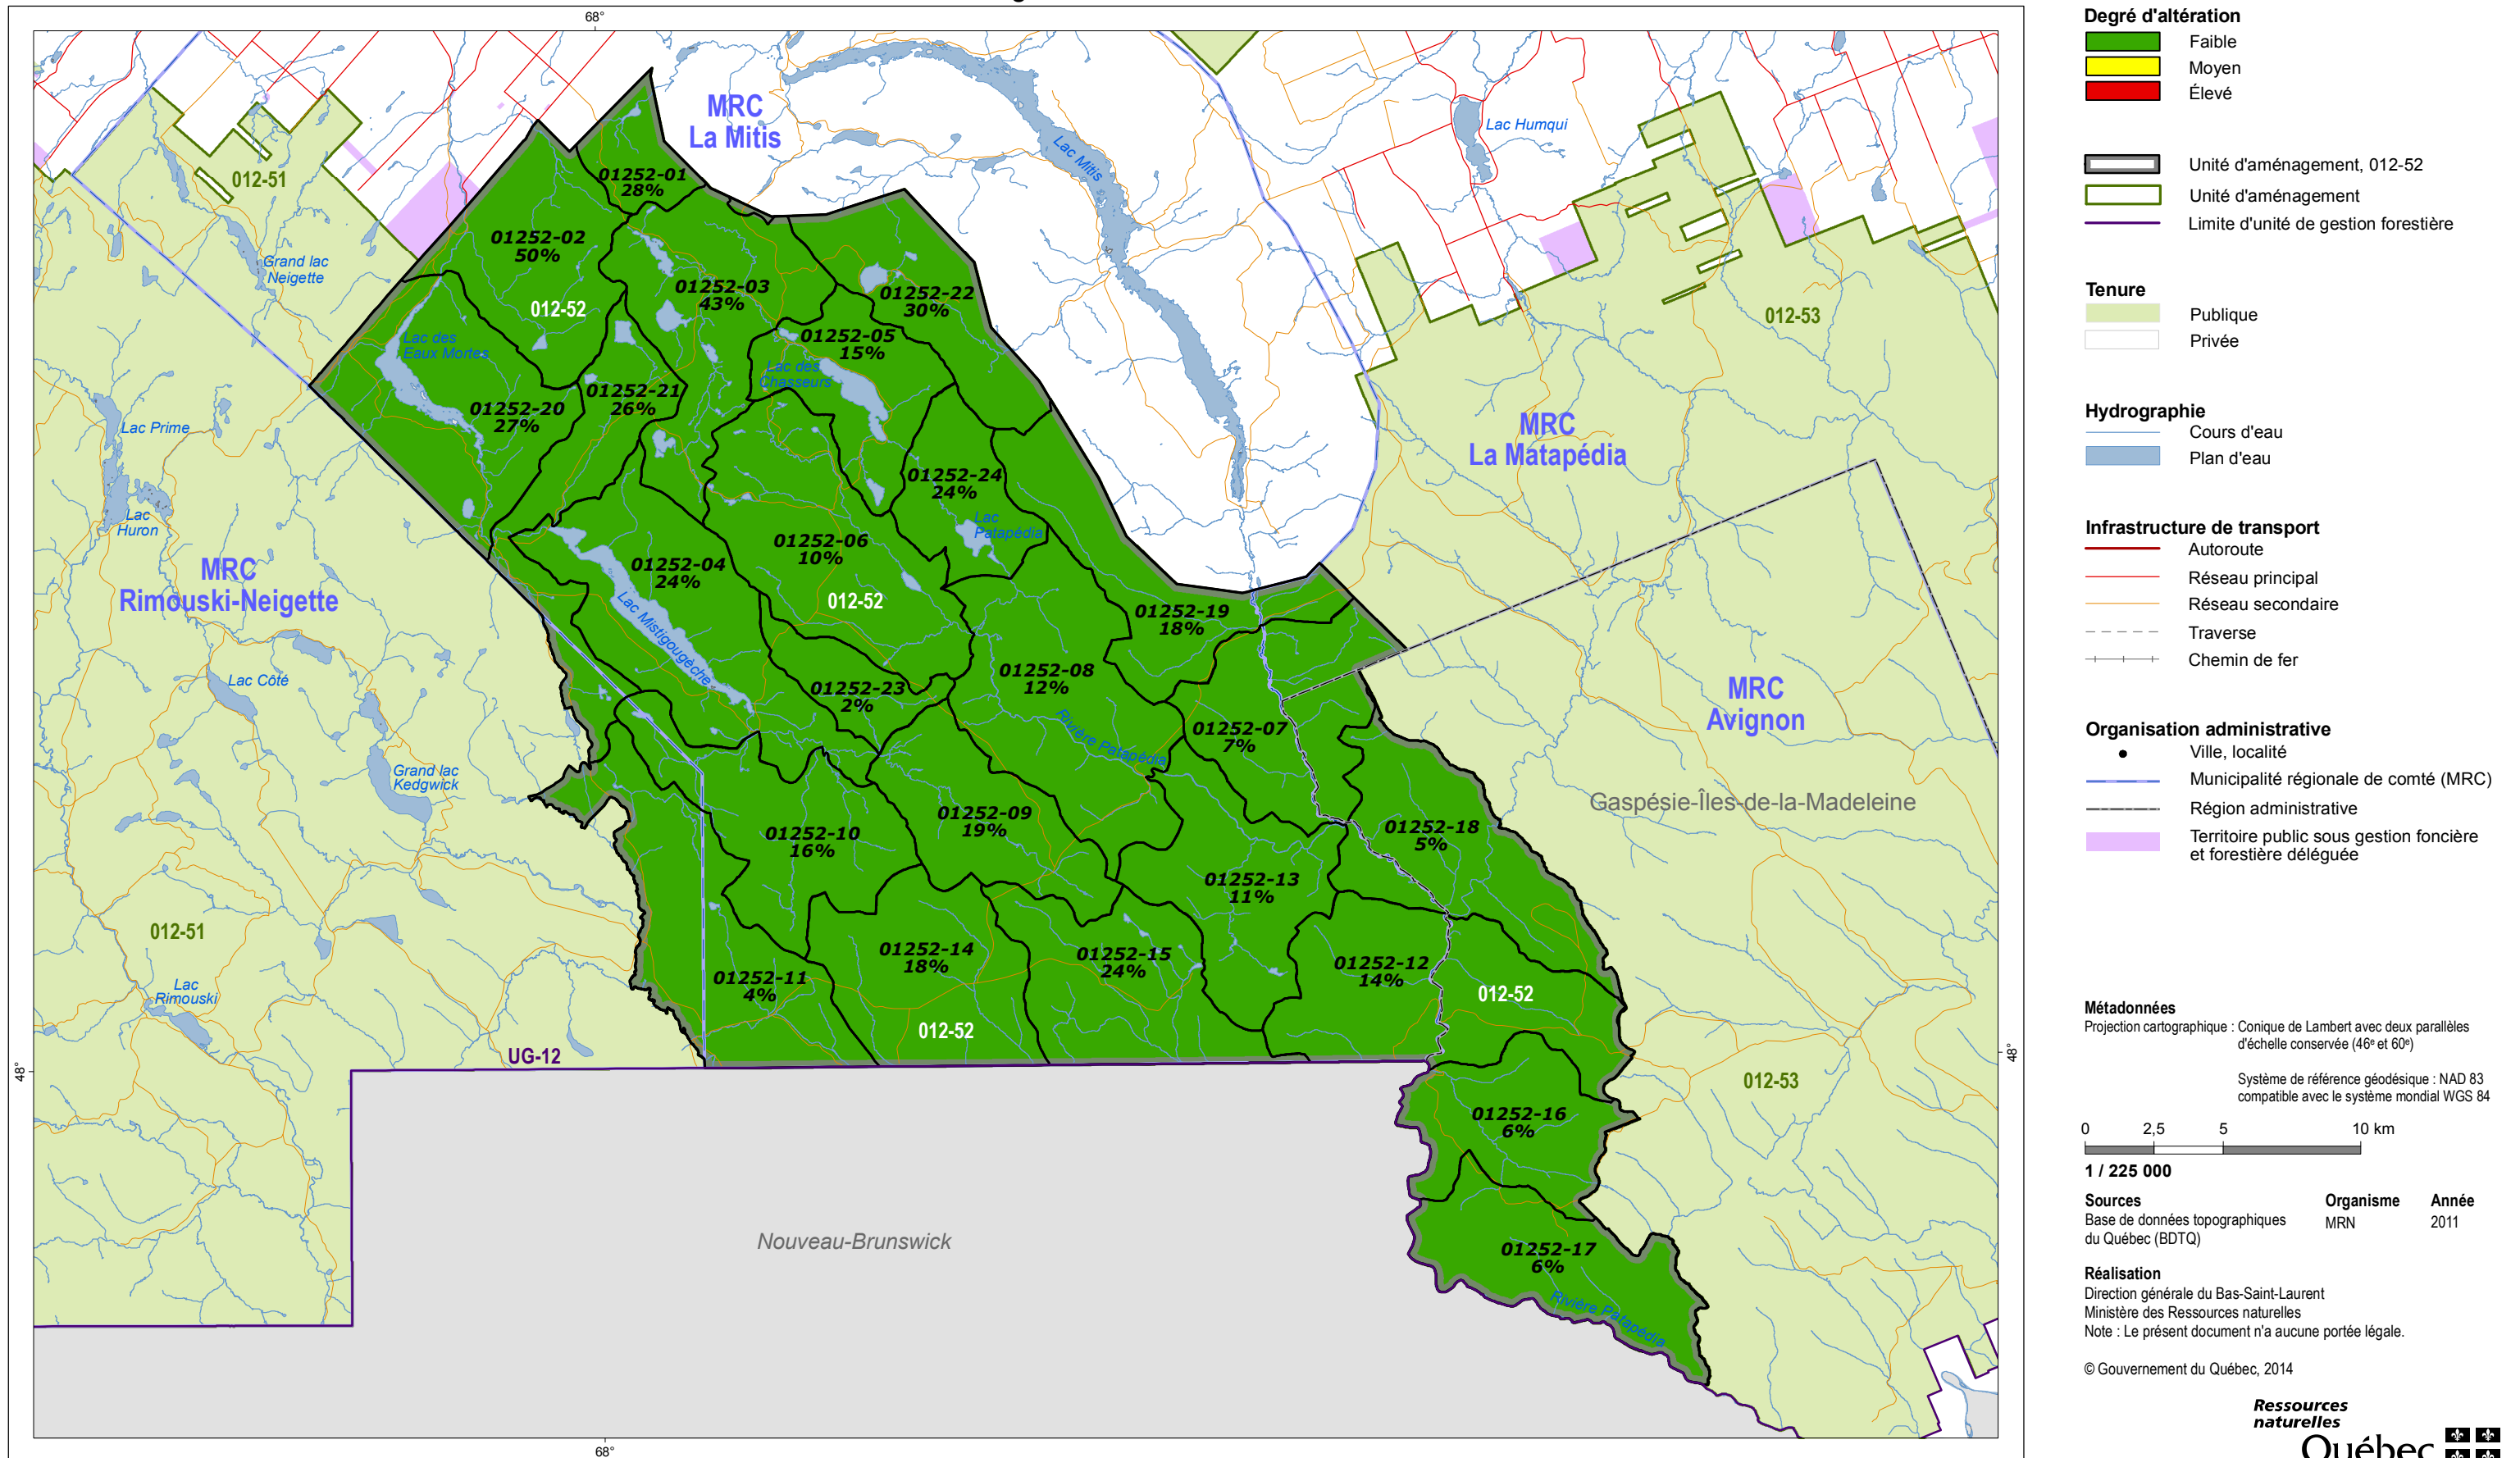 68°
MRC
La Mitis
Lac Mitis
Lac Humqui
012-51
01252-01
28%
01252-02
50%
Grand lac
Neigette
01252-03
43%
01252-22
30%
012-52
012-53
Lac des
Eaux Mortes
01252-05
15%
Lac des
Chasseurs
01252-21
26%
01252-20
27%
Lac Prime
MRC
La Matapédia
01252-24
24%
Lac
Patapédia
Lac
Huron
01252-06
10%
01252-04
24%
MRC
Rimouski-Neigette
012-52
Lac Mistigougèche
01252-19
18%
Lac Côté
01252-08
12%
01252-23
2%
MRC
Avignon
Rivière Patapédia
01252-07
7%
Grand lac
Kedgwick
Gaspésie-Îles-de-la-Madeleine
01252-10
16%
01252-09
19%
01252-18
5%
01252-13
11%
012-51
01252-14
18%
01252-15
24%
01252-12
14%
01252-11
4%
Lac
Rimouski
012-52
012-52
UG-12
48°
48°
012-53
01252-16
6%
Nouveau-Brunswick
01252-17
6%
Rivière Patapédia
68°
Degré d'altération
Faible
Moyen
Élevé
Unité d'aménagement, 012-52
Unité d'aménagement
Limite d'unité de gestion forestière
Tenure
Publique
Privée
Hydrographie
Cours d'eau
Plan d'eau
Infrastructure de transport
Autoroute
Réseau principal
Réseau secondaire
Traverse
Chemin de fer
Organisation administrative
Ville, localité
Municipalité régionale de comté (MRC)
Région administrative
Territoire public sous gestion foncière
et forestière déléguée
Métadonnées
Projection cartographique : Conique de Lambert avec deux parallèles
d'échelle conservée (46e et 60e)
Système de référence géodésique : NAD 83
compatible avec le système mondial WGS 84
0 2,5 5 10 km
1 / 225 000
Sources Organisme Année
Base de données topographiques MRN 2011
du Québec (BDTQ)
Réalisation
Direction générale du Bas-Saint-Laurent
Ministère des Ressources naturelles
Note : Le présent document n'a aucune portée légale.
© Gouvernement du Québec, 2014
Ressources
naturelles
Québec